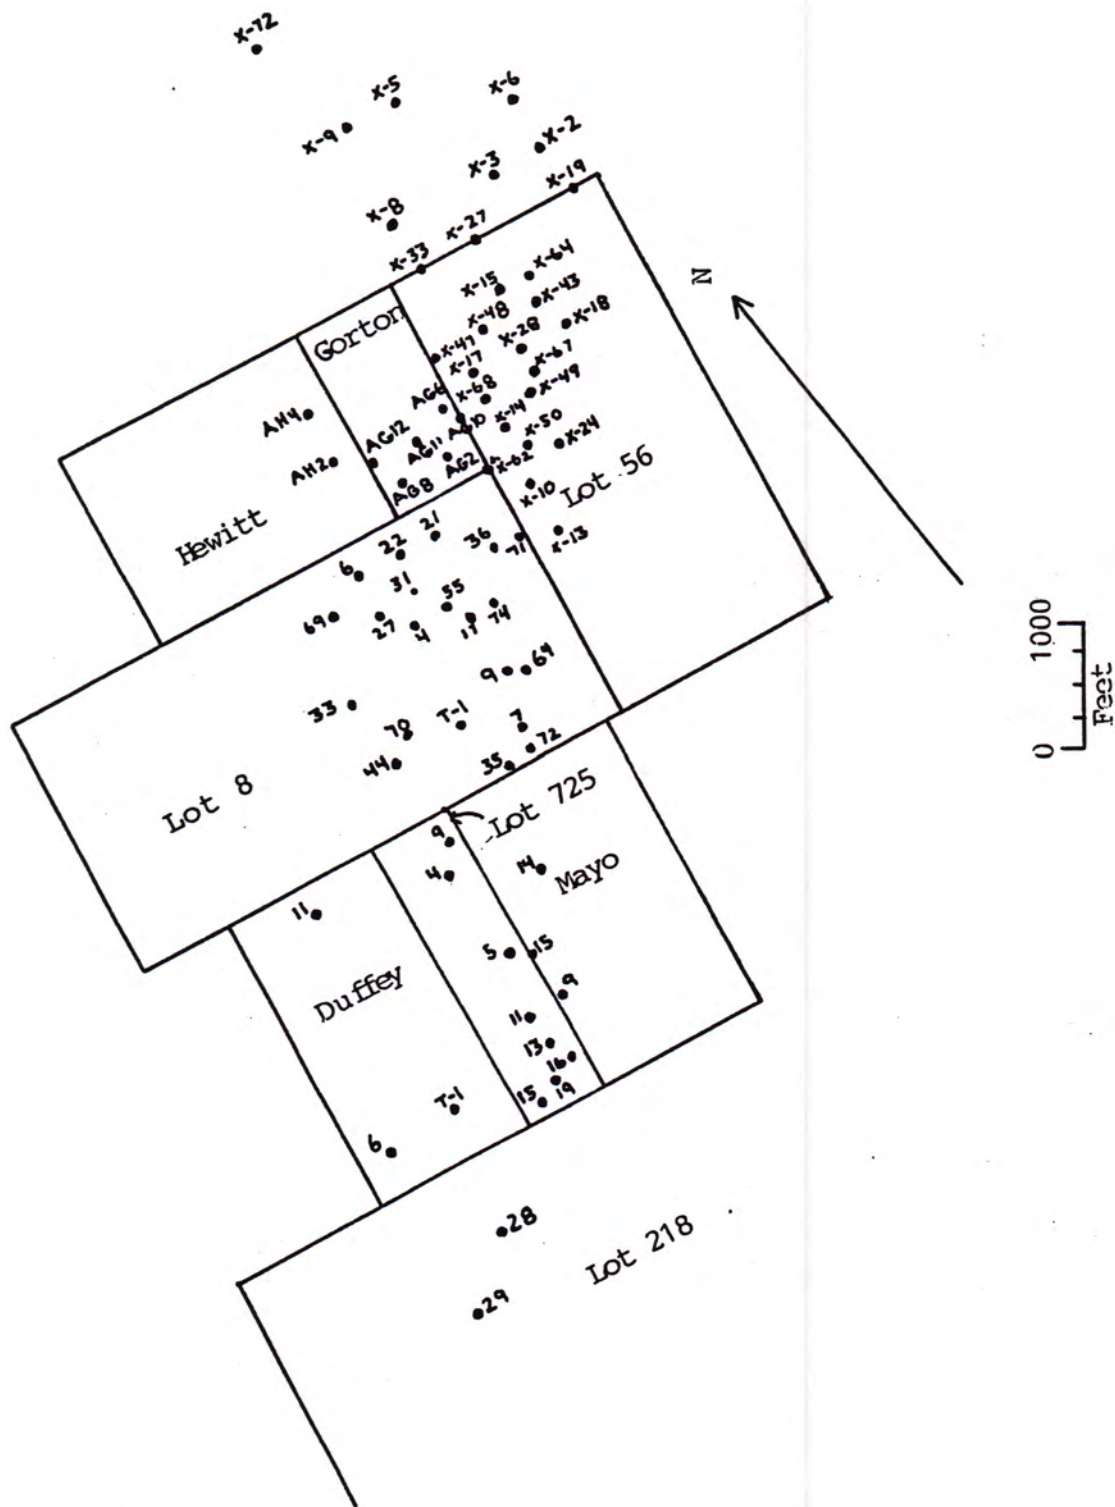 X-72
X-5
X-6
X-9
X-2
X-3
X-19
X-8
X-27
X-33
N
X-64
X-15
X-43
X-48
X-18
X-28
Gorton
X-47
X-17
X-67
X-68
X-49
AG6
AH4
AG10
X-14
AG12
X-50
X-24
AG11
AG2
X-62
AH2
AG8
X-10
Lot 56
Hewitt
21
22
36
71
X-13
6
31
55
69
27
4
17
74
9
64
33
78
T-1
7
72
44
35
Lot 8
Lot 725
9
4
14
Mayo
11
5
15
Duffey
9
11
13
16
T-1
15
19
6
28
Lot 218
29
0
1000
Feet